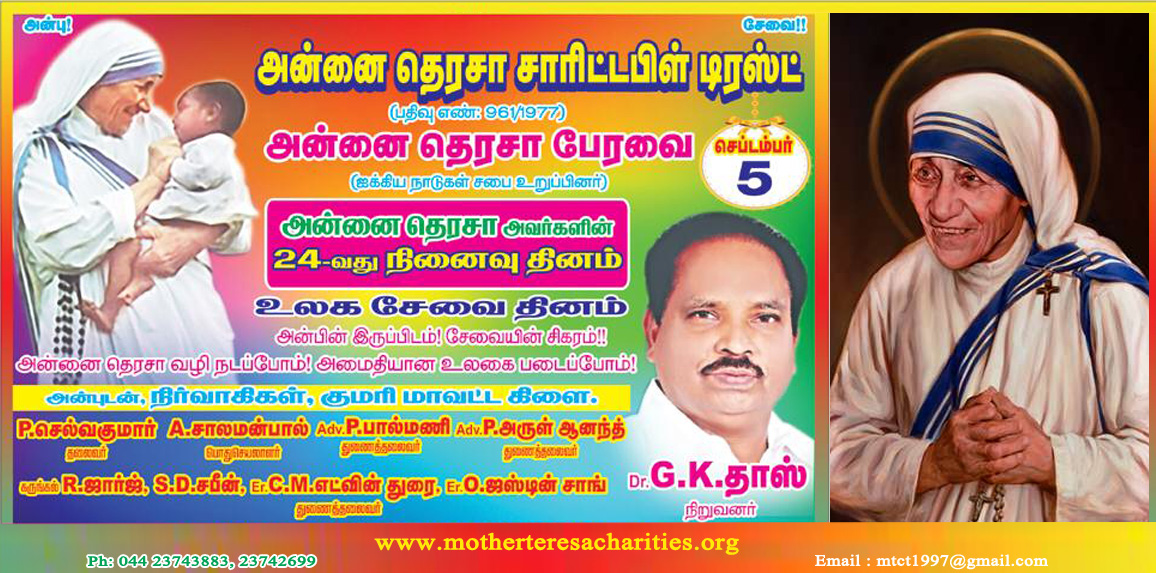 அன்பு!
சேவை!!
அன்னை தெரசா சாரிட்டபிள் டிரஸ்ட்
(பதிவு எண்: 961/1977)
அன்னை தெரசா பேரவை
(ஐக்கிய நாடுகள் சபை உறுப்பினர்)
செப்டம்பர்
5
அன்னை தெரசா அவர்களின்
24-வது நினைவு தினம்
உலக சேவை தினம்
அன்பின் இருப்பிடம்! சேவையின் சிகரம்!!
அன்னை தெரசா வழி நடப்போம்! அமைதியான உலகை படைப்போம்!
அன்புடன், நிர்வாகிகள், குமரி மாவட்ட கிளை.
P.செல்வகுமார் A.சாலமன்பால் Adv.P.பால்மணி Adv.P.அருள் ஆனந்த்
தலைவர் பொதுசெயலாளர் துணைத்தலைவர் துணைத்தலைவர்
கருங்கல் R.ஜார்ஜ், S.D.சபீன், Er.C.M.எட்வின் துரை, Er.O.ஜஸ்டின் சாங்
துணைத்தலைவர்
Dr.G.K.தாஸ்
நிறுவனர்
www.motherteresacharities.org
Ph: 044 23743883, 23742699
Email : mtct1997@gmail.com